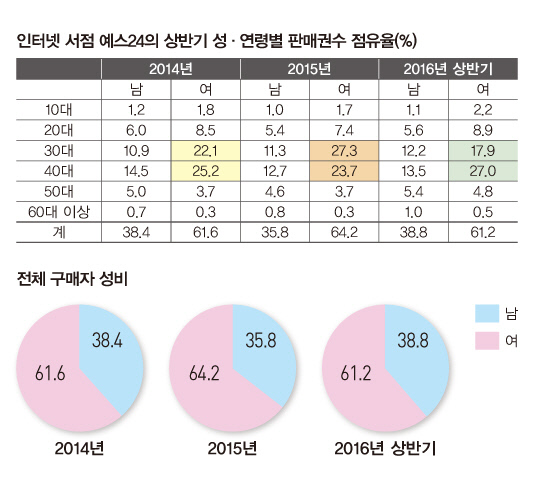 인터넷 서점 예스24의 상반기 성 · 연령별 판매권수 점유율(%)
2014년 2015년 2016년 상반기
남 여 남 여 남 여
10대 1.2 1.8 1.0 1.7 1.1 2.2
20대 6.0 8.5 5.4 7.4 5.6 8.9
30대 10.9 22.1 11.3 27.3 12.2 17.9
40대 14.5 25.2 12.7 23.7 13.5 27.0
50대 5.0 3.7 4.6 3.7 5.4 4.8
60대 이상 0.7 0.3 0.8 0.3 1.0 0.5
계 38.4 61.6 35.8 64.2 38.8 61.2
전체 구매자 성비
남
여
38.4 35.8 38.8
61.6 64.2 61.2
2014년 2015년 2016년 상반기